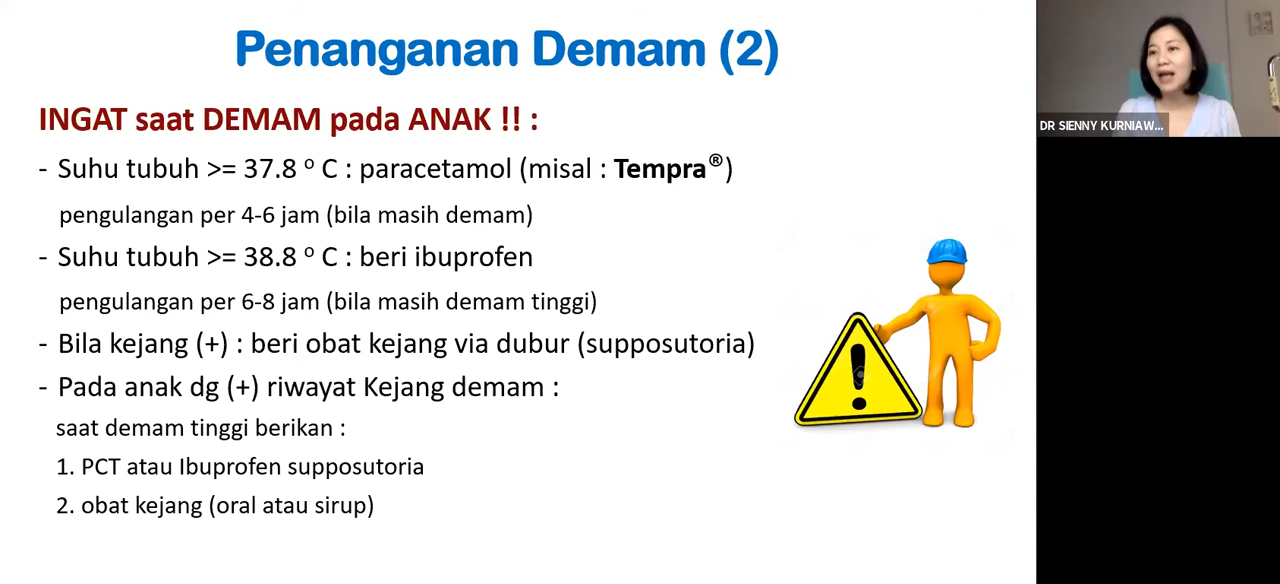 Penanganan Demam (2)
INGAT saat DEMAM pada ANAK !! :
- Suhu tubuh >= 37.8 º C : paracetamol (misal : Tempra®)
pengulangan per 4-6 jam (bila masih demam)
- Suhu tubuh >= 38.8 º C : beri ibuprofen
pengulangan per 6-8 jam (bila masih demam tinggi)
- Bila kejang (+) : beri obat kejang via dubur (supposutoria)
- Pada anak dg (+) riwayat Kejang demam :
saat demam tinggi berikan :
1. PCT atau Ibuprofen supposutoria
2. obat kejang (oral atau sirup)
DR SIENNY KURNIAW...